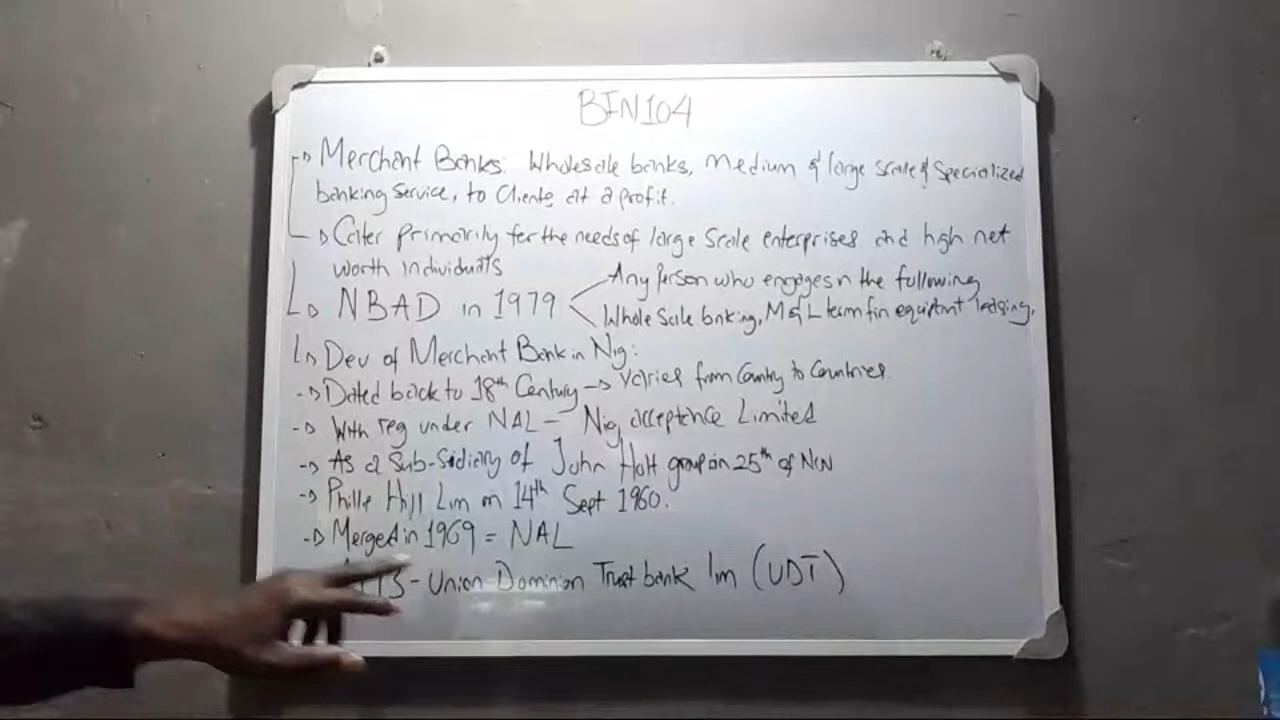 BIN104
Merchant Banks: Wholesale banks, Medium & large scale & Specialized
banking Service, to Clients at a profit.
Cater primarily for the needs of large Scale enterprises and high net
worth individuals
NBAD in 1979
Any Person who engages in the following
Whole Sale banking, M & L term fin equipment leasing,
Dev of Merchant Bank in Nig:
Dated back to 18th Century → Varies from Country to Countries.
With reg under NAL - Nig acceptance Limited
As a Sub-Sidiary of John Holt group on 25th of Nov
Phillip Hill Lim on 14th Sept 1960.
Merged in 1969 = NAL
- Union Dominion Trust bank lim (UDT)